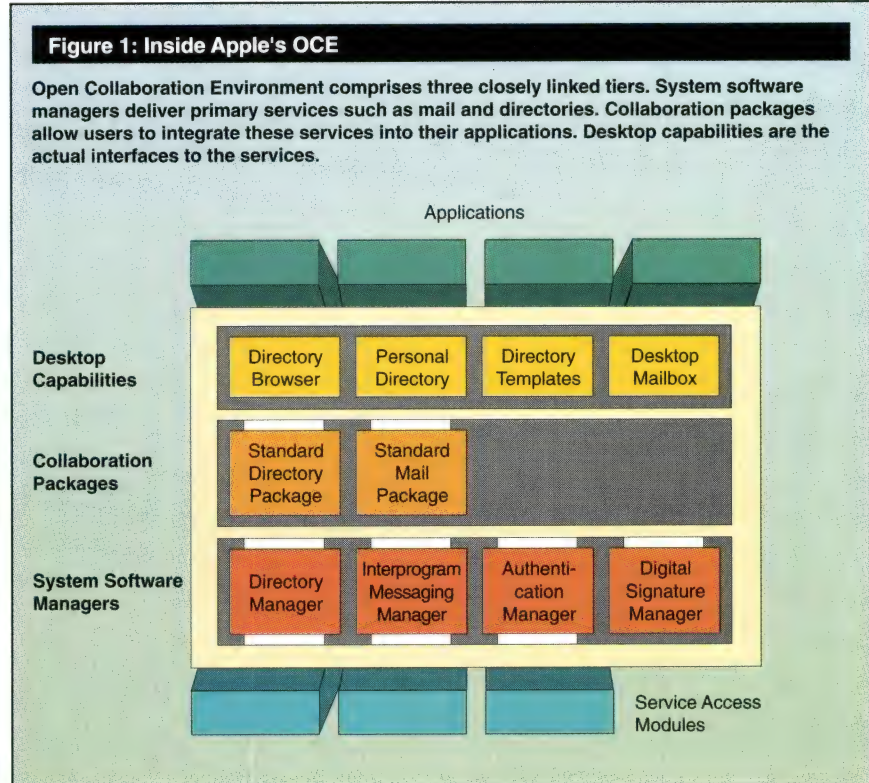 Figure 1: Inside Apple's OCE
Open Collaboration Environment comprises three closely linked tiers. System software
managers deliver primary services such as mail and directories. Collaboration packages
allow users to integrate these services into their applications. Desktop capabilities are the
actual interfaces to the services.
Applications
Desktop
Capabilities
Directory
Browser
Personal
Directory
Directory
Templates
Desktop
Mailbox
Collaboration
Packages
Standard
Directory
Package
Standard
Mail
Package
System Software
Managers
Directory
Manager
Interprogram
Messaging
Manager
Authenti-
cation
Manager
Digital
Signature
Manager
Service Access
Modules